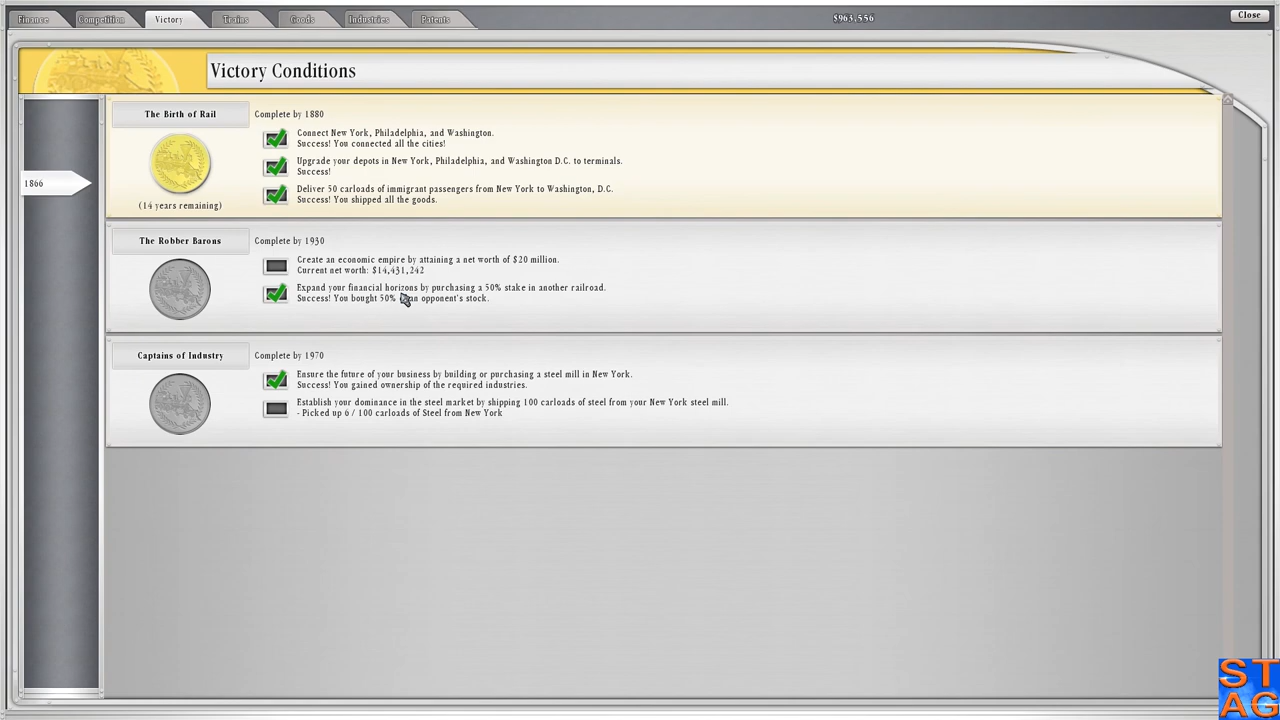 Finance Competition Victory Trains Goods Industries Patents $963,556 Close
Victory Conditions
1866
The Birth of Rail
(14 years remaining)
Complete by 1880
Connect New York, Philadelphia, and Washington.
Success! You connected all the cities!
Upgrade your depots in New York, Philadelphia, and Washington D.C. to terminals.
Success!
Deliver 50 carloads of immigrant passengers from New York to Washington, D.C.
Success! You shipped all the goods.
The Robber Barons
Complete by 1930
Create an economic empire by attaining a net worth of $20 million.
Current net worth: $14,431,242
Expand your financial horizons by purchasing a 50% stake in another railroad.
Success! You bought 50% an opponent's stock.
Captains of Industry
Complete by 1970
Ensure the future of your business by building or purchasing a steel mill in New York.
Success! You gained ownership of the required industries.
Establish your dominance in the steel market by shipping 100 carloads of steel from your New York steel mill.
- Picked up 6 / 100 carloads of Steel from New York
ST
AG